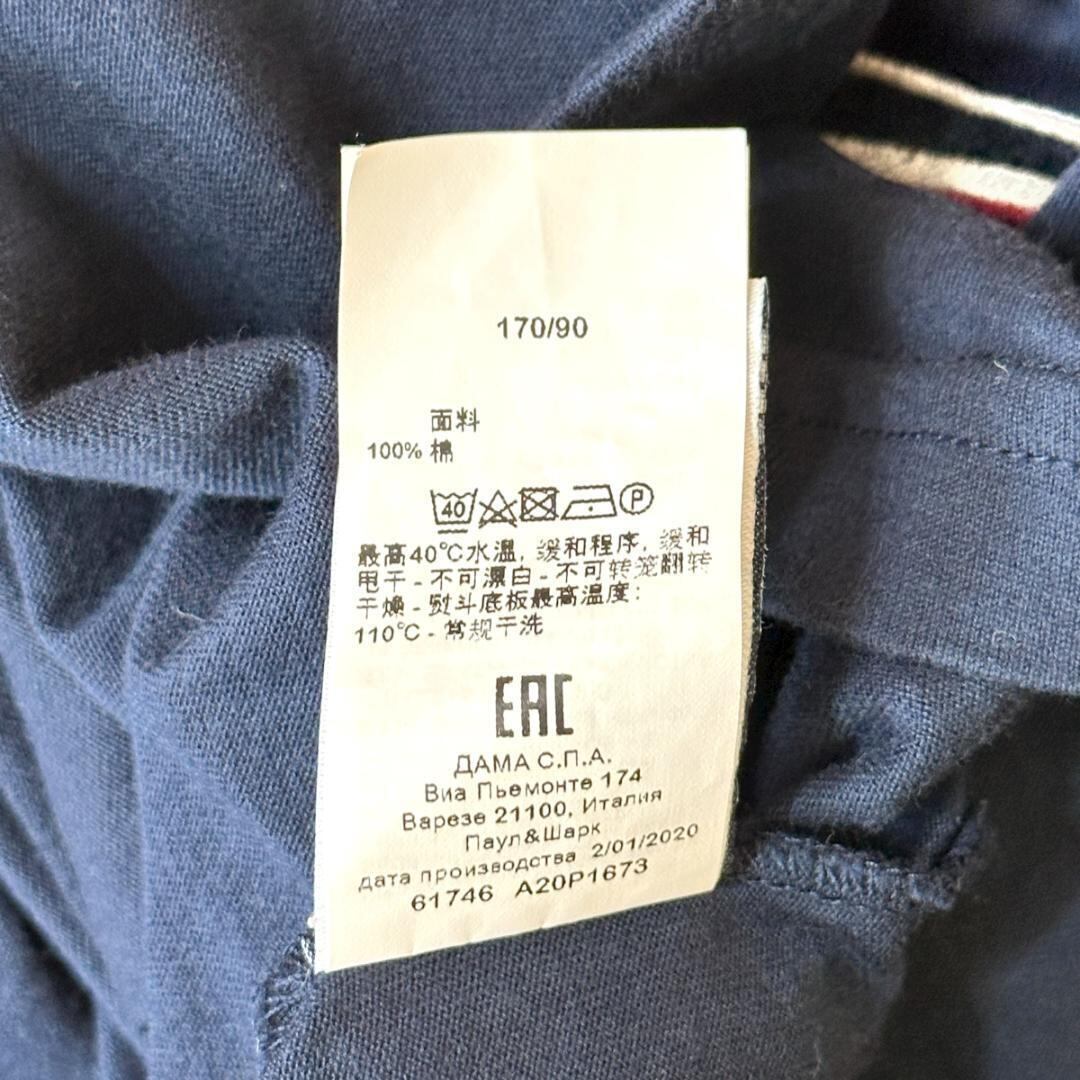 170/90
面料
100% 棉
40 P
最高40°C水温, 缓和程序, 缓和
甩干 - 不可漂白 - 不可转笼翻转
干燥 - 熨斗底板最高温度:
110°C - 常规干洗
EAC
ДАМА С.П.А.
Виа Пьемонте 174
Варезе 21100, Италия
Паул&Шарк
дата производства 2/01/2020
61746 A20P1673